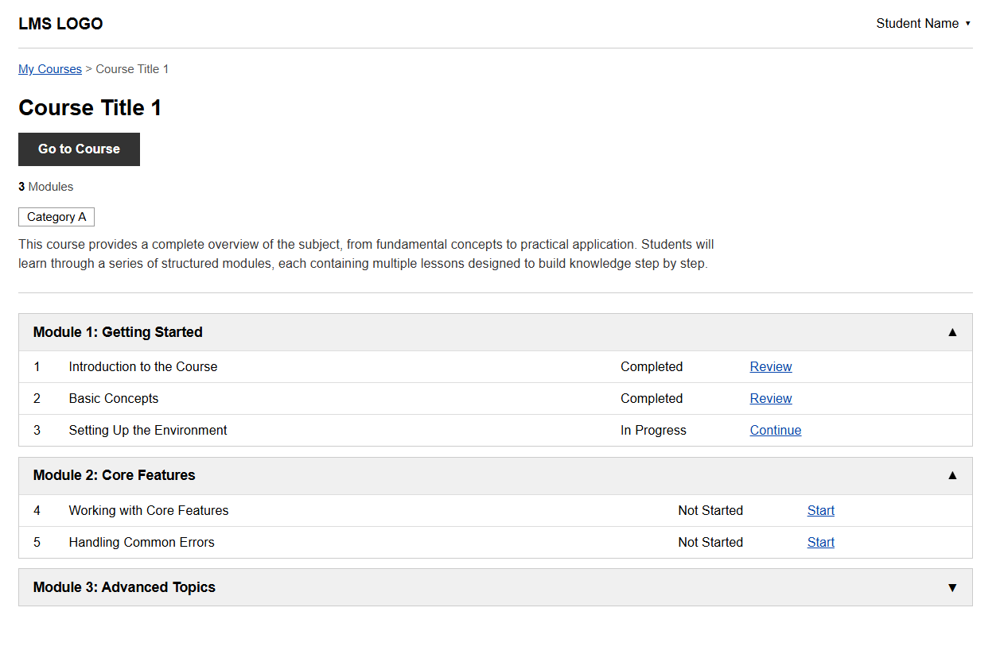 LMS LOGO
Student Name ▼
My Courses > Course Title 1
Course Title 1
Go to Course
3 Modules
Category A
This course provides a complete overview of the subject, from fundamental concepts to practical application. Students will
learn through a series of structured modules, each containing multiple lessons designed to build knowledge step by step.
Module 1: Getting Started ▲
1 Introduction to the Course Completed Review
2 Basic Concepts Completed Review
3 Setting Up the Environment In Progress Continue
Module 2: Core Features ▲
4 Working with Core Features Not Started Start
5 Handling Common Errors Not Started Start
Module 3: Advanced Topics ▼